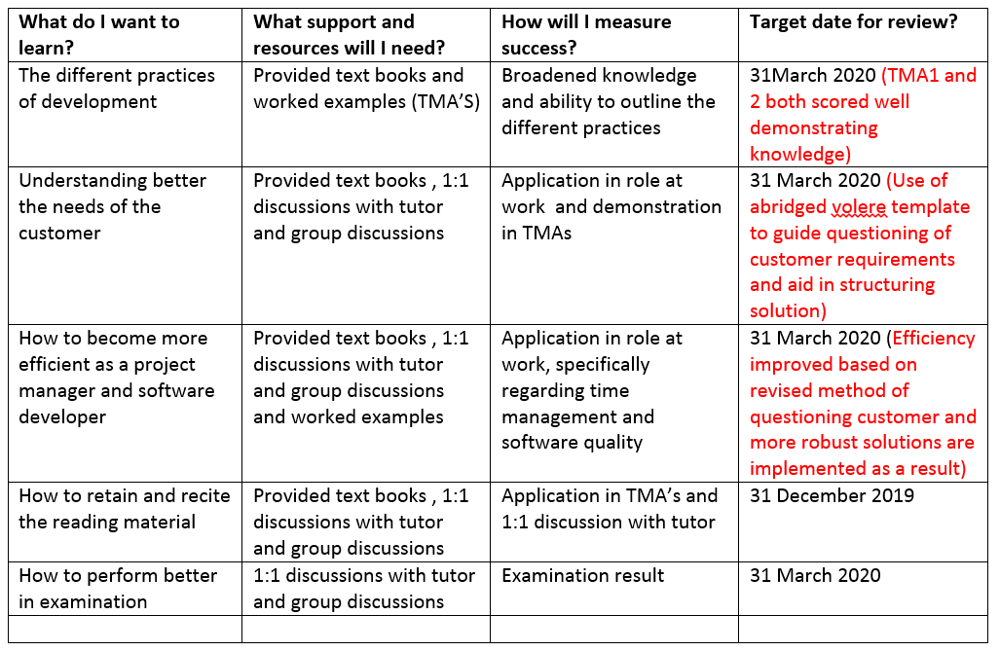 What do I want to
learn?
What support and
resources will I need?
How will I measure
success?
Target date for review?
The different practices
of development
Provided text books and
worked examples (TMA’S)
Broadened knowledge
and ability to outline the
different practices
31March 2020 (TMA1 and
2 both scored well
demonstrating
knowledge)
Understanding better
the needs of the
customer
Provided text books , 1:1
discussions with tutor
and group discussions
Application in role at
work  and demonstration
in TMAs
31 March 2020 (Use of
abridged volere template
to guide questioning of
customer requirements
and aid in structuring
solution)
How to become more
efficient as a project
manager and software
developer
Provided text books , 1:1
discussions with tutor
and group discussions
and worked examples
Application in role at
work, specifically
regarding time
management and
software quality
31 March 2020 (Efficiency
improved based on
revised method of
questioning customer and
more robust solutions are
implemented as a result)
How to retain and recite
the reading material
Provided text books , 1:1
discussions with tutor
and group discussions
Application in TMA’s and
1:1 discussion with tutor
31 December 2019
How to perform better
in examination
1:1 discussions with tutor
and group discussions
Examination result
31 March 2020